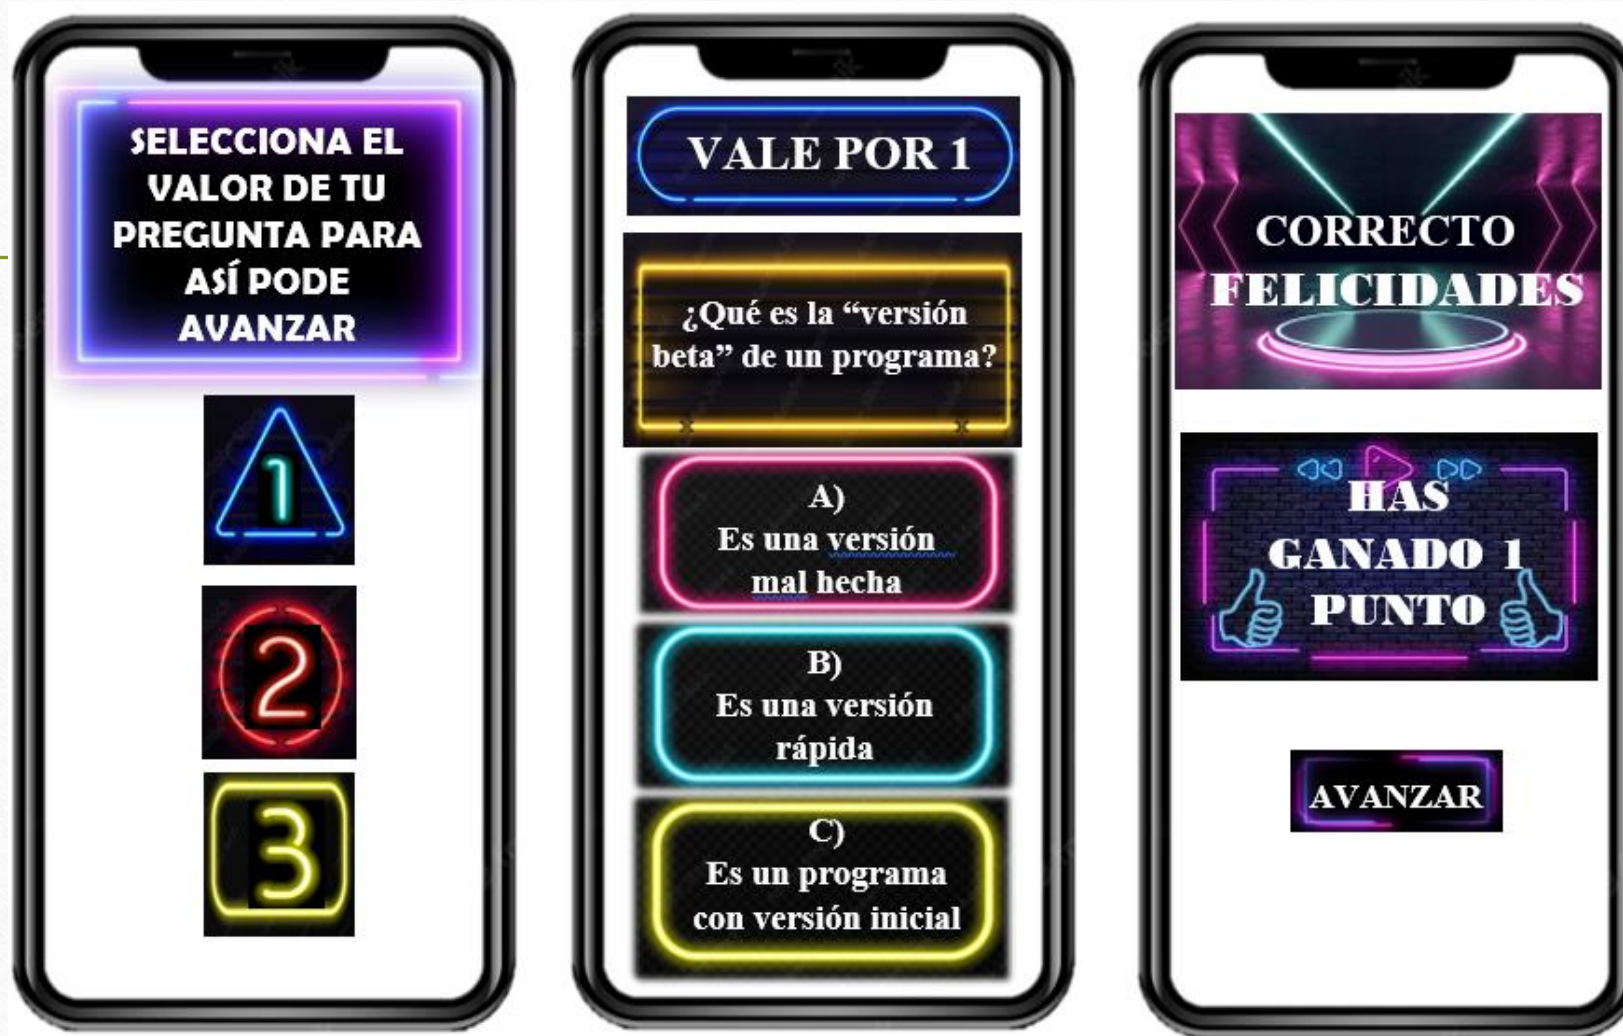 SELECCIONA EL
VALOR DE TU
PREGUNTA PARA
ASÍ PODE
AVANZAR
1
2
3
VALE POR 1
¿Qué es la “versión
beta” de un programa?
A)
Es una versión
mal hecha
B)
Es una versión
rápida
C)
Es un programa
con versión inicial
CORRECTO
FELICIDADES
HAS
GANADO 1
PUNTO
AVANZAR